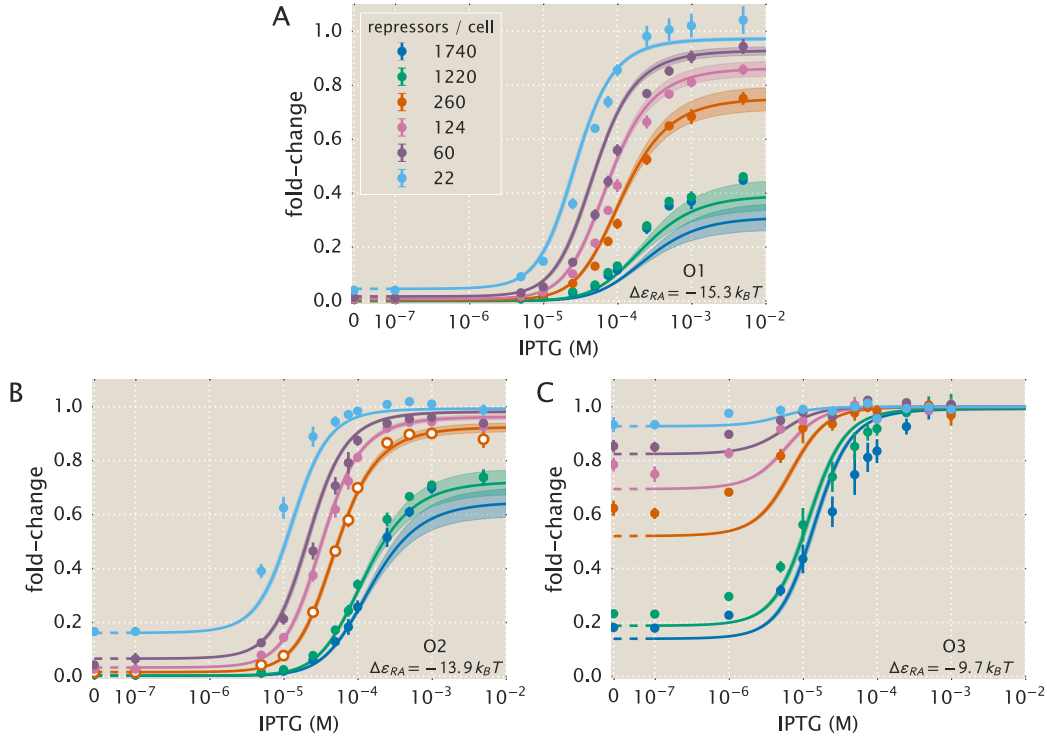 A
repressors / cell
1740
1220
260
124
60
22
fold−change
1.0
0.8
0.6
0.4
0.2
0.0
O1
Δε_RA = −15.3 k_BT
0 10⁻⁷ 10⁻⁶ 10⁻⁵ 10⁻⁴ 10⁻³ 10⁻²
IPTG (M)
B
fold−change
1.0
0.8
0.6
0.4
0.2
0.0
O2
Δε_RA = −13.9 k_BT
0 10⁻⁷ 10⁻⁶ 10⁻⁵ 10⁻⁴ 10⁻³ 10⁻²
IPTG (M)
C
fold−change
1.0
0.8
0.6
0.4
0.2
0.0
O3
Δε_RA = −9.7 k_BT
0 10⁻⁷ 10⁻⁶ 10⁻⁵ 10⁻⁴ 10⁻³ 10⁻²
IPTG (M)